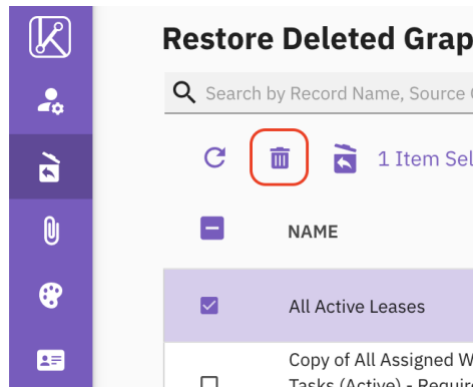 Restore Deleted Grap
Search by Record Name, Source
1 Item Sel
NAME
All Active Leases
Copy of All Assigned W
Tasks (Active) - Requir